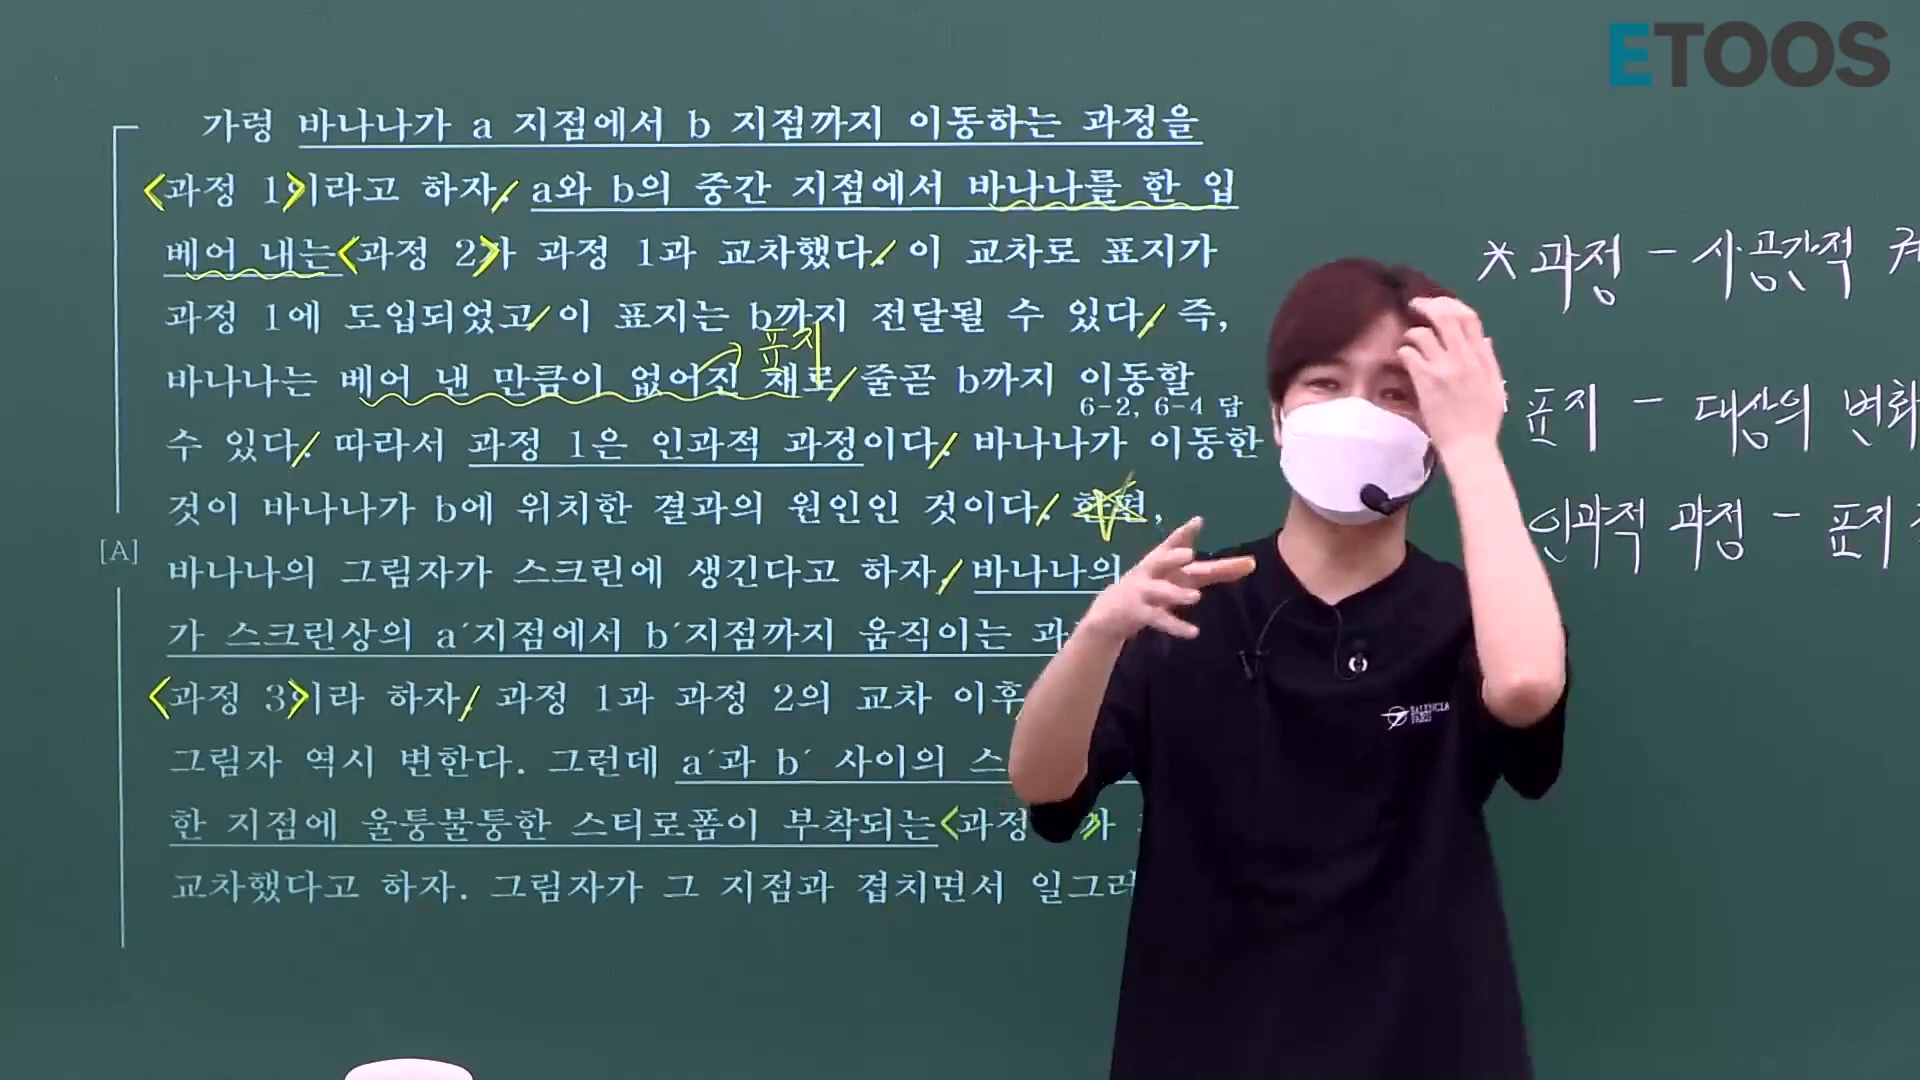 ETOOS
가령 바나나가 a 지점에서 b 지점까지 이동하는 과정을
<과정 1>이라고 하자. a와 b의 중간 지점에서 바나나를 한 입
베어 내는 <과정 2>가 과정 1과 교차했다. 이 교차로 표지가
과정 1에 도입되었고 이 표지는 b까지 전달될 수 있다. 즉,
표지
바나나는 베어 낸 만큼이 없어진 채로 줄곧 b까지 이동할
6-2, 6-4 답
수 있다. 따라서 과정 1은 인과적 과정이다. 바나나가 이동한
것이 바나나가 b에 위치한 결과의 원인인 것이다. 한편,
[A]
바나나의 그림자가 스크린에 생긴다고 하자. 바나나의
가 스크린상의 a′지점에서 b′지점까지 움직이는
<과정 3>이라 하자. 과정 1과 과정 2의 교차 이후
그림자 역시 변한다. 그런데 a′과 b′ 사이의
한 지점에 울퉁불퉁한 스티로폼이 부착되는 <과정 >가
교차했다고 하자. 그림자가 그 지점과 겹치면서
* 과정 - 시공간적
표지 - 대상의 변화
인과적 과정 - 표지
BALENCIA
PARIS